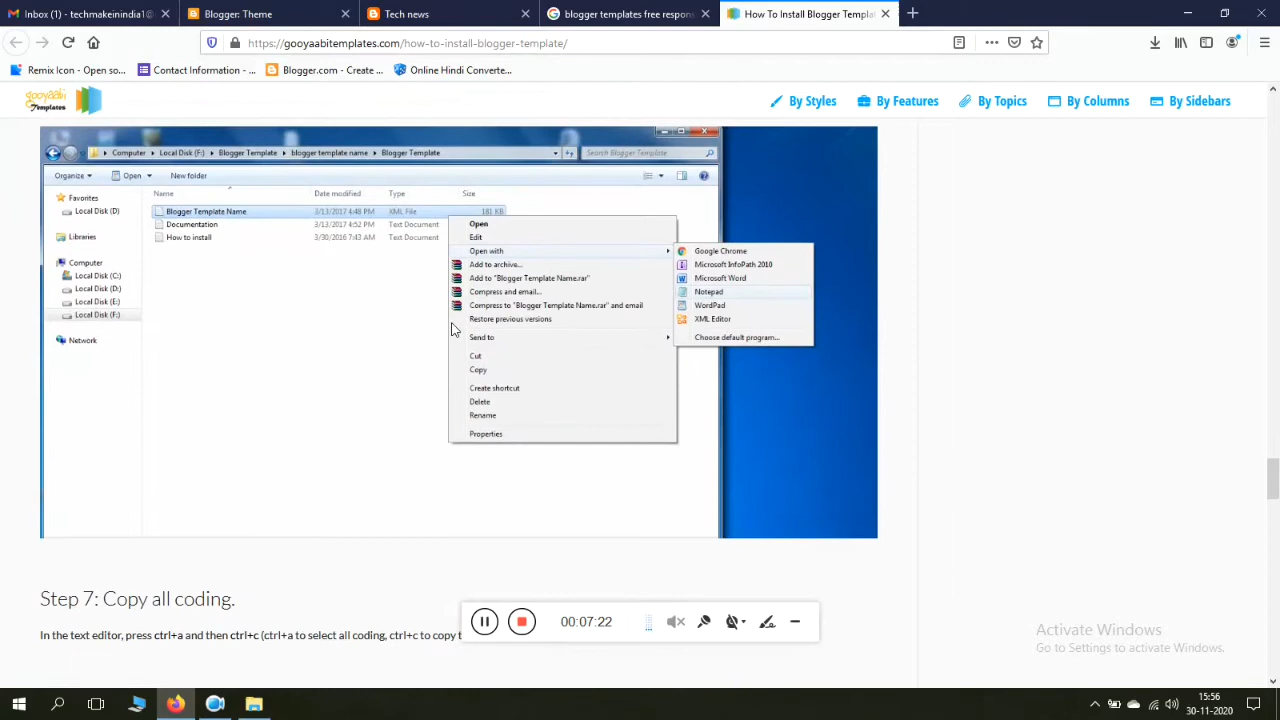 Inbox (1) - techmakeindia1@
Blogger: Theme
Tech news
blogger templates free respons
How To Install Blogger Templa
https://gooyaabitemplates.com/how-to-install-blogger-template/
Remix Icon - Open so...
Contact Information - ...
Blogger.com - Create ...
Online Hindi Converte...
gooyaabi
Templates
By Styles
By Features
By Topics
By Columns
By Sidebars
Computer
Local Disk (F:)
Blogger Template
blogger template name
Blogger Template
Search Blogger Template
Organize
Open
New folder
Name
Date modified
Type
Size
Favorites
Local Disk (D)
Libraries
Computer
Local Disk (C:)
Local Disk (D:)
Local Disk (E:)
Local Disk (F:)
Network
Blogger Template Name 3/13/2017 4:48 PM XML File 181 KB
Documentation 3/13/2017 4:52 PM Text Document
How to install 3/30/2016 7:43 AM Text Document
Open
Edit
Open with
Add to archive...
Add to "Blogger Template Name.rar"
Compress and email...
Compress to "Blogger Template Name.rar" and email
Restore previous versions
Send to
Cut
Copy
Create shortcut
Delete
Rename
Properties
Google Chrome
Microsoft InfoPath 2010
Microsoft Word
Notepad
WordPad
XML Editor
Choose default program...
Step 7: Copy all coding.
In the text editor, press ctrl+a and then ctrl+c (ctrl+a to select all coding, ctrl+c to copy t
00:07:22
Activate Windows
Go to Settings to activate Windows.
15:56
30-11-2020